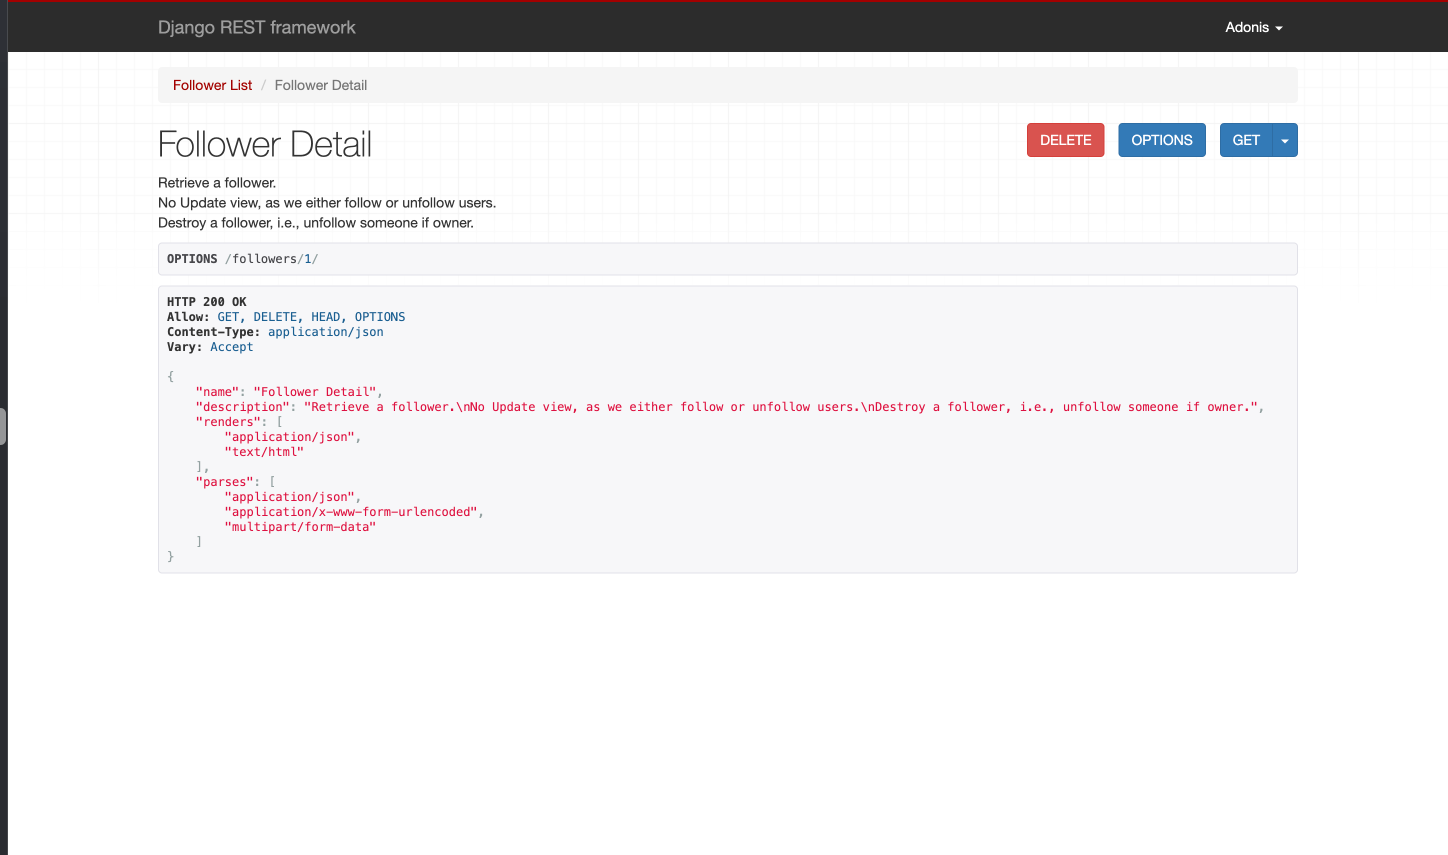 Django REST framework
Adonis
Follower List / Follower Detail
Follower Detail
DELETE
OPTIONS
GET
Retrieve a follower.
No Update view, as we either follow or unfollow users.
Destroy a follower, i.e., unfollow someone if owner.
OPTIONS /followers/1/
HTTP 200 OK
Allow: GET, DELETE, HEAD, OPTIONS
Content-Type: application/json
Vary: Accept
{
    "name": "Follower Detail",
    "description": "Retrieve a follower.\nNo Update view, as we either follow or unfollow users.\nDestroy a follower, i.e., unfollow someone if owner.",
    "renders": [
        "application/json",
        "text/html"
    ],
    "parses": [
        "application/json",
        "application/x-www-form-urlencoded",
        "multipart/form-data"
    ]
}